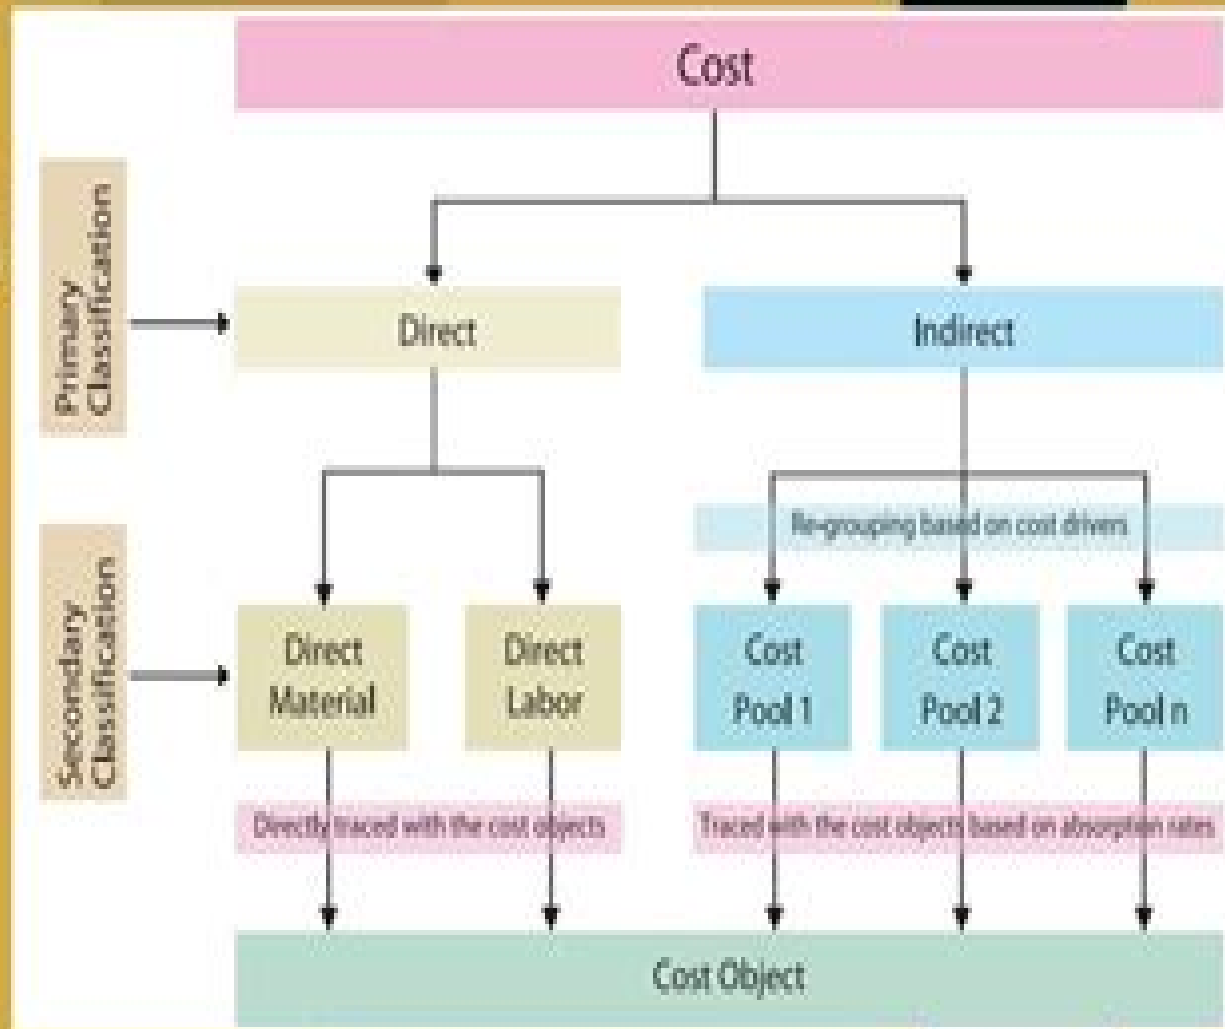 Cost
Primary
Classification
Direct
Indirect
Re-grouping based on cost drivers
Secondary
Classification
Direct
Material
Direct
Labor
Cost
Pool 1
Cost
Pool 2
Cost
Pool n
Directly traced with the cost objects
Traced with the cost objects based on absorption rates
Cost Object